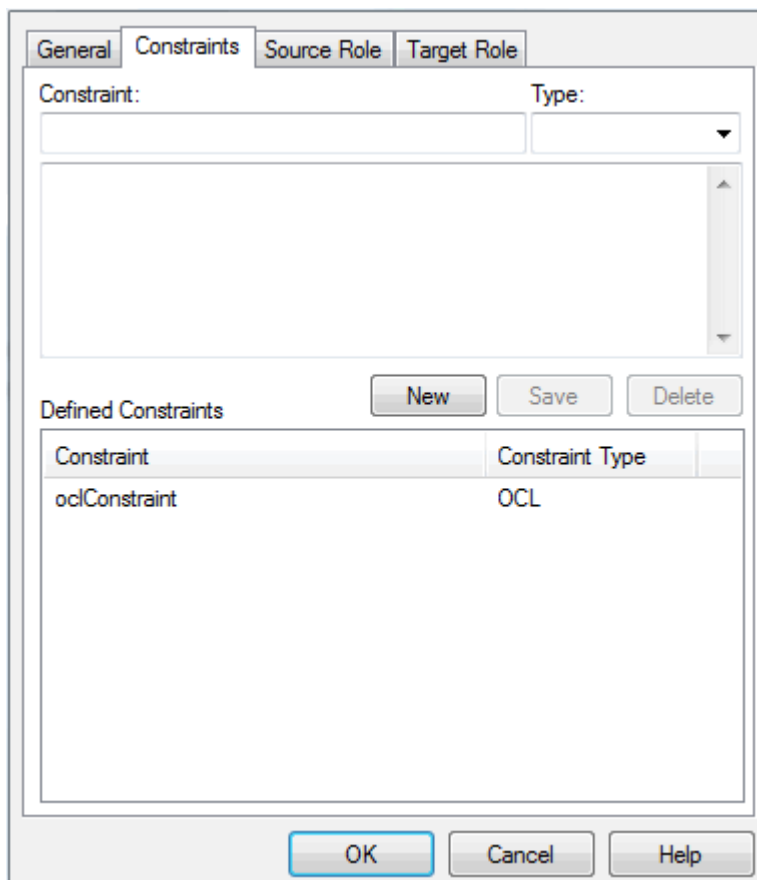 General Constraints Source Role Target Role
Constraint: Type:
New Save Delete
Defined Constraints
Constraint Constraint Type
oclConstraint OCL
OK Cancel Help